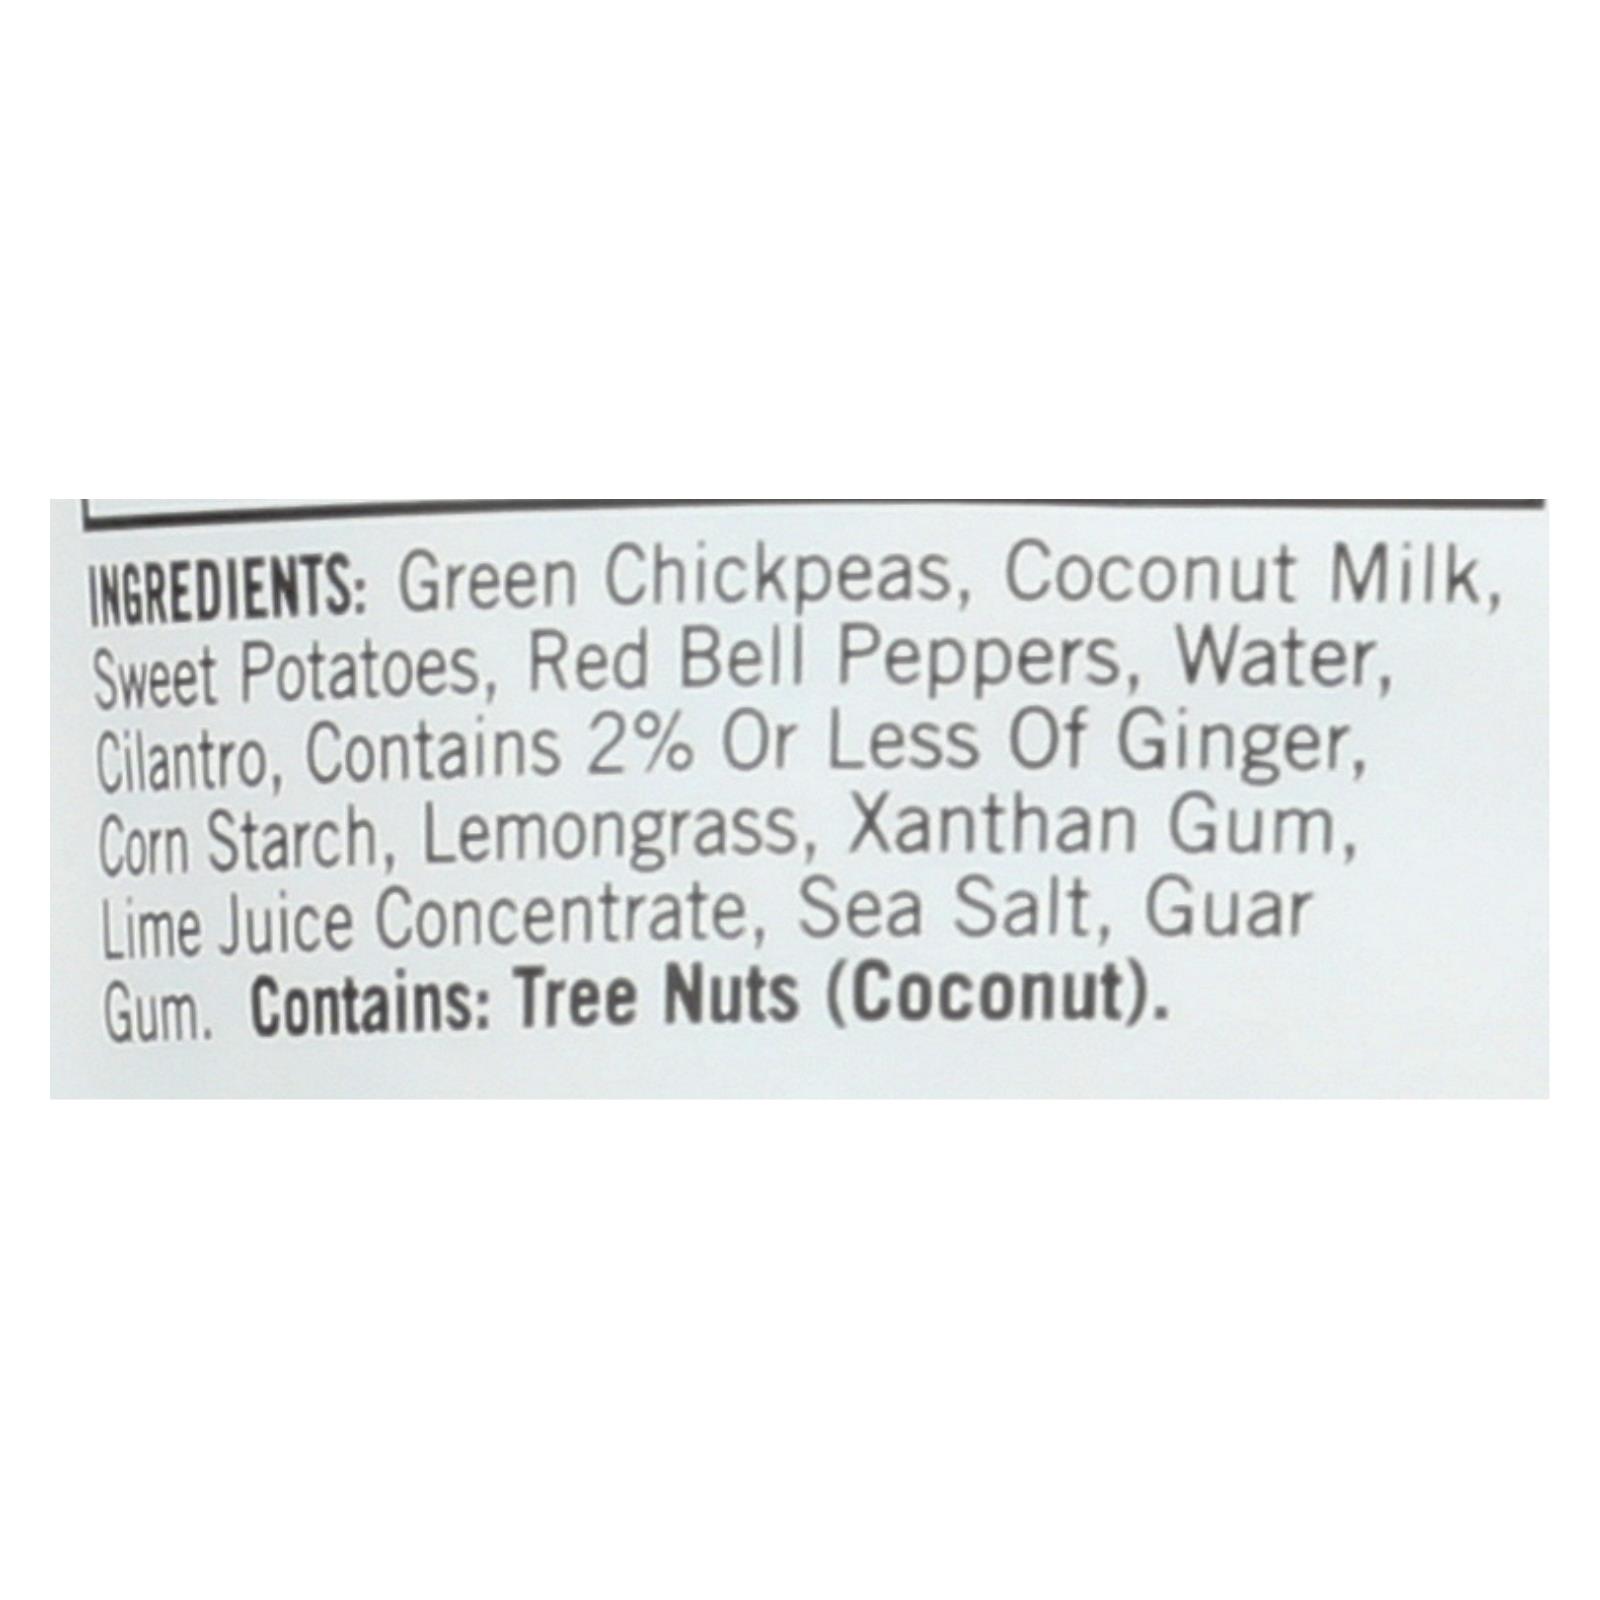 INGREDIENTS: Green Chickpeas, Coconut Milk,
Sweet Potatoes, Red Bell Peppers, Water,
Cilantro, Contains 2% Or Less Of Ginger,
Corn Starch, Lemongrass, Xanthan Gum,
Lime Juice Concentrate, Sea Salt, Guar
Gum. Contains: Tree Nuts (Coconut).